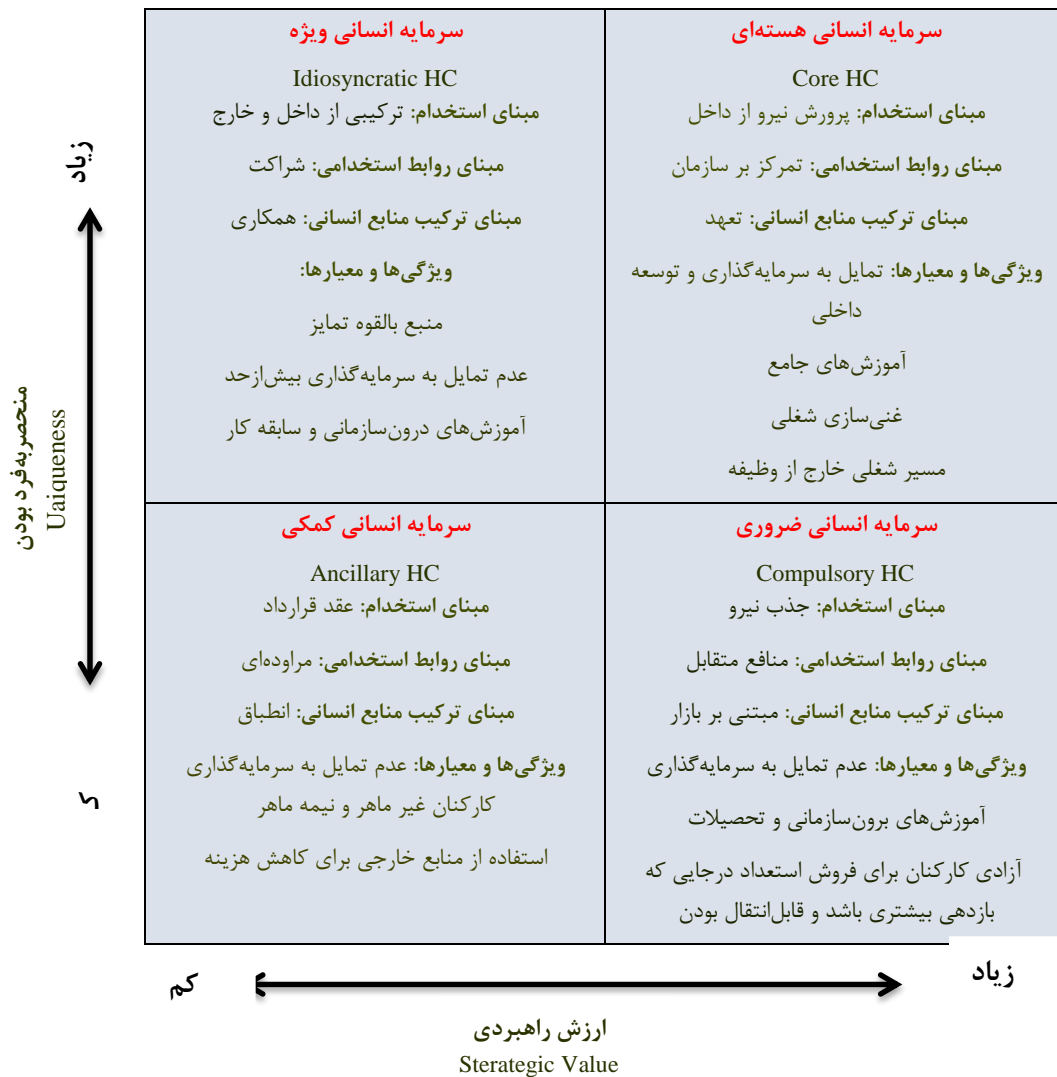 سرمایه انسانی هسته‌ای
Core HC
مبنای استخدام: پرورش نیرو از داخل
مبنای روابط استخدامی: تمرکز بر سازمان
مبنای ترکیب منابع انسانی: تعهد
ویژگی‌ها و معیارها: تمایل به سرمایه‌گذاری و توسعه
داخلی
آموزش‌های جامع
غنی‌سازی شغلی
مسیر شغلی خارج از وظیفه
سرمایه انسانی ویژه
Idiosyncratic HC
مبنای استخدام: ترکیبی از داخل و خارج
مبنای روابط استخدامی: شراکت
مبنای ترکیب منابع انسانی: همکاری
ویژگی‌ها و معیارها:
منبع بالقوه تمایز
عدم تمایل به سرمایه‌گذاری بیش‌ازحد
آموزش‌های درون‌سازمانی و سابقه کار
سرمایه انسانی ضروری
Compulsory HC
مبنای استخدام: جذب نیرو
مبنای روابط استخدامی: منافع متقابل
مبنای ترکیب منابع انسانی: مبتنی بر بازار
ویژگی‌ها و معیارها: عدم تمایل به سرمایه‌گذاری
آموزش‌های برون‌سازمانی و تحصیلات
آزادی کارکنان برای فروش استعداد درجایی که
بازدهی بیشتری باشد و قابل‌انتقال بودن
سرمایه انسانی کمکی
Ancillary HC
مبنای استخدام: عقد قرارداد
مبنای روابط استخدامی: مراوده‌ای
مبنای ترکیب منابع انسانی: انطباق
ویژگی‌ها و معیارها: عدم تمایل به سرمایه‌گذاری
کارکنان غیر ماهر و نیمه ماهر
استفاده از منابع خارجی برای کاهش هزینه
زیاد
منحصربه‌فرد بودن
Uaiqueness
زیاد
کم
ارزش راهبردی
Sterategic Value